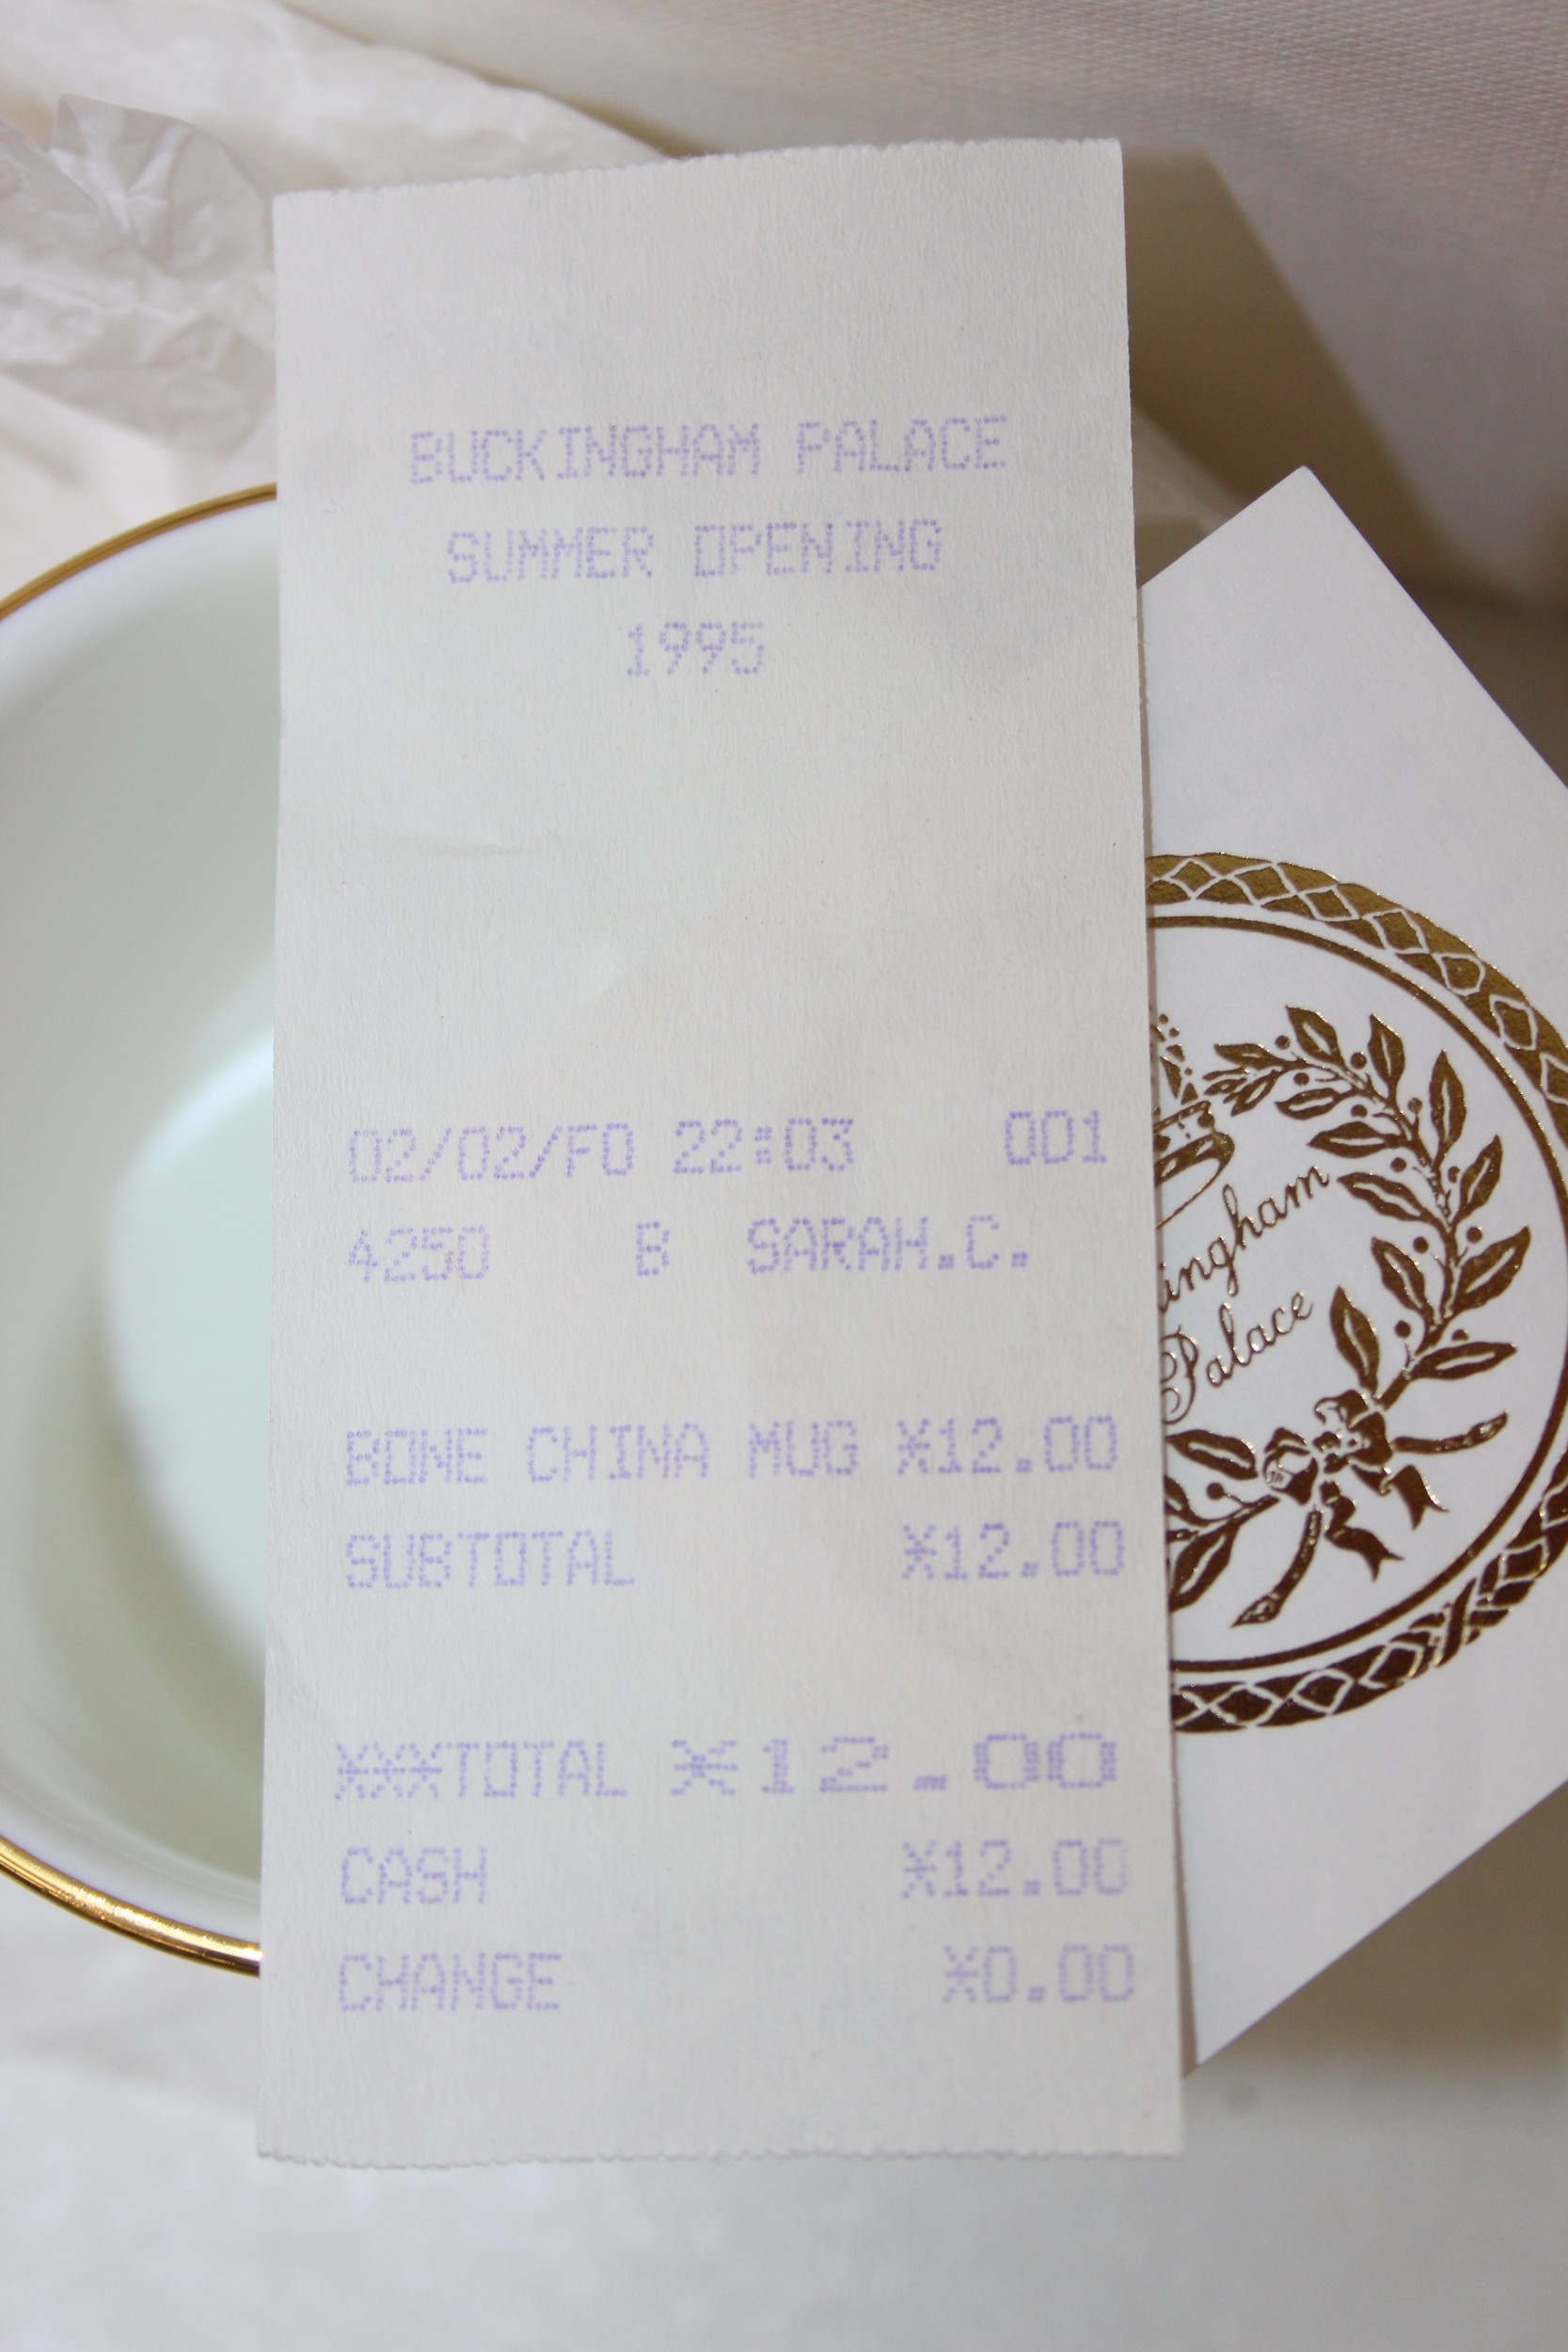 BUCKINGHAM PALACE
SUMMER OPENING
1995
02/02/F0 22:03 001
4250 B SARAH.C.
BONE CHINA MUG *12.00
SUBTOTAL *12.00
***TOTAL *12.00
CASH *12.00
CHANGE *0.00
ingham
Palace